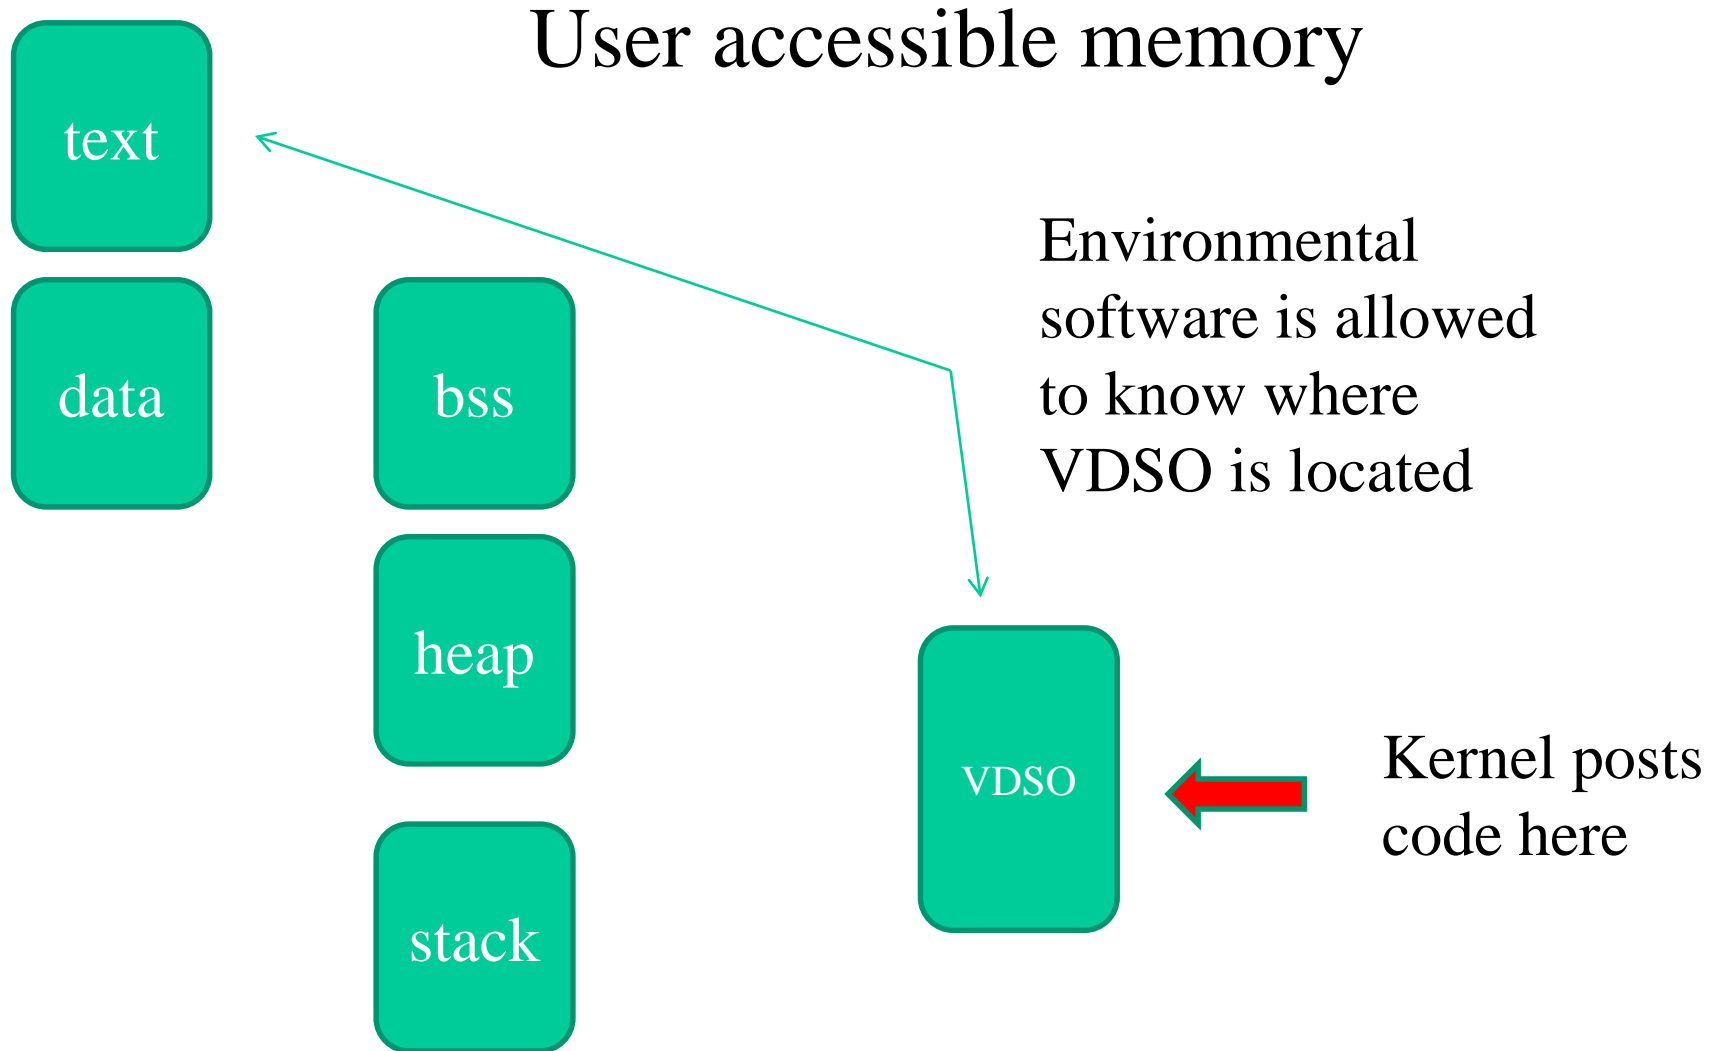 User accessible memory
text
data
bss
heap
stack
Environmental
software is allowed
to know where
VDSO is located
VDSO
Kernel posts
code here